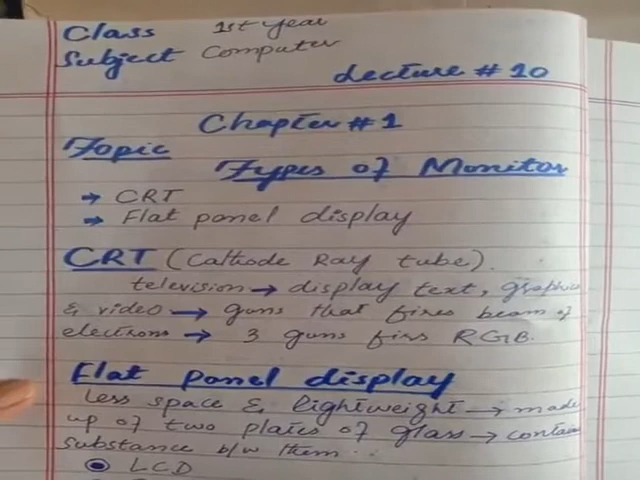 Class 1st year
Subject Computer
Lecture # 10
Chapter # 1
Topic
Types of Monitor
→ CRT
→ Flat panel display
CRT (Cathode Ray tube).
television → display text, graphics
& video → guns that fires beam of
electrons → 3 guns firs RGB.
Flat panel display
Less space & lightweight → made
up of two plates of glass → contain
substance b/w them..
LCD